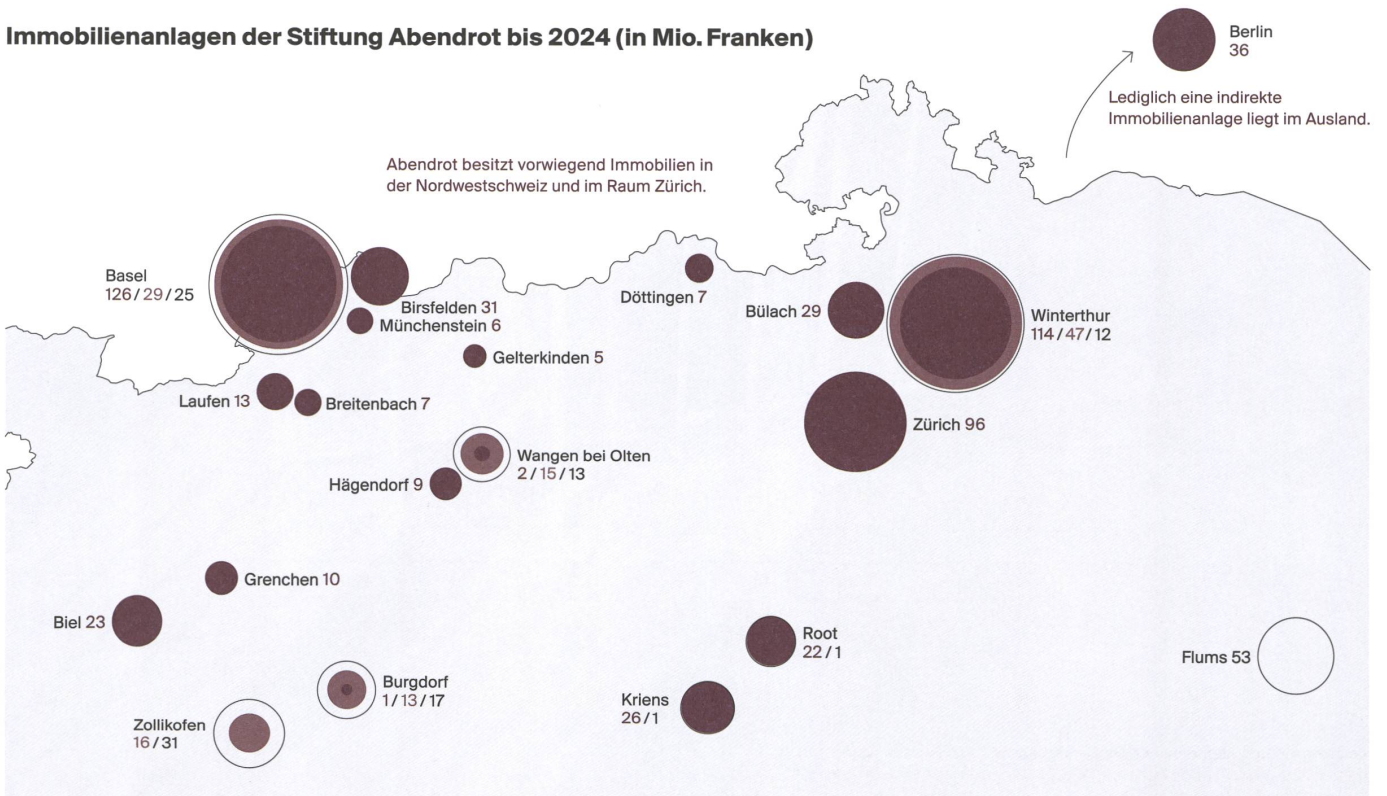 Immobilienanlagen der Stiftung Abendrot bis 2024 (in Mio. Franken)
Berlin
36
Lediglich eine indirekte
Immobilienanlage liegt im Ausland.
Abendrot besitzt vorwiegend Immobilien in
der Nordwestschweiz und im Raum Zürich.
Basel
126 / 29 / 25
Birsfelden 31
Münchenstein 6
Döttingen 7
Bülach 29
Winterthur
114 / 47 / 12
Gelterkinden 5
Laufen 13
Breitenbach 7
Zürich 96
Wangen bei Olten
2 / 15 / 13
Hägendorf 9
Grenchen 10
Biel 23
Root
22 / 1
Flums 53
Burgdorf
1 / 13 / 17
Kriens
26 / 1
Zollikofen
16 / 31